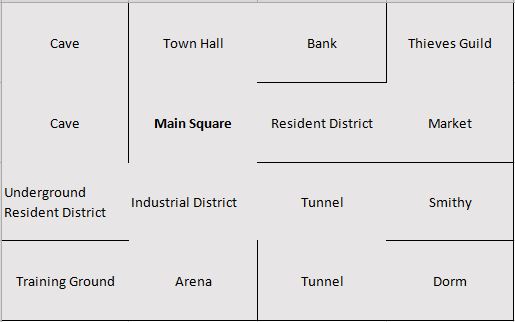 Cave
Town Hall
Bank
Thieves Guild
Cave
Main Square
Resident District
Market
Underground
Resident District
Industrial District
Tunnel
Smithy
Training Ground
Arena
Tunnel
Dorm